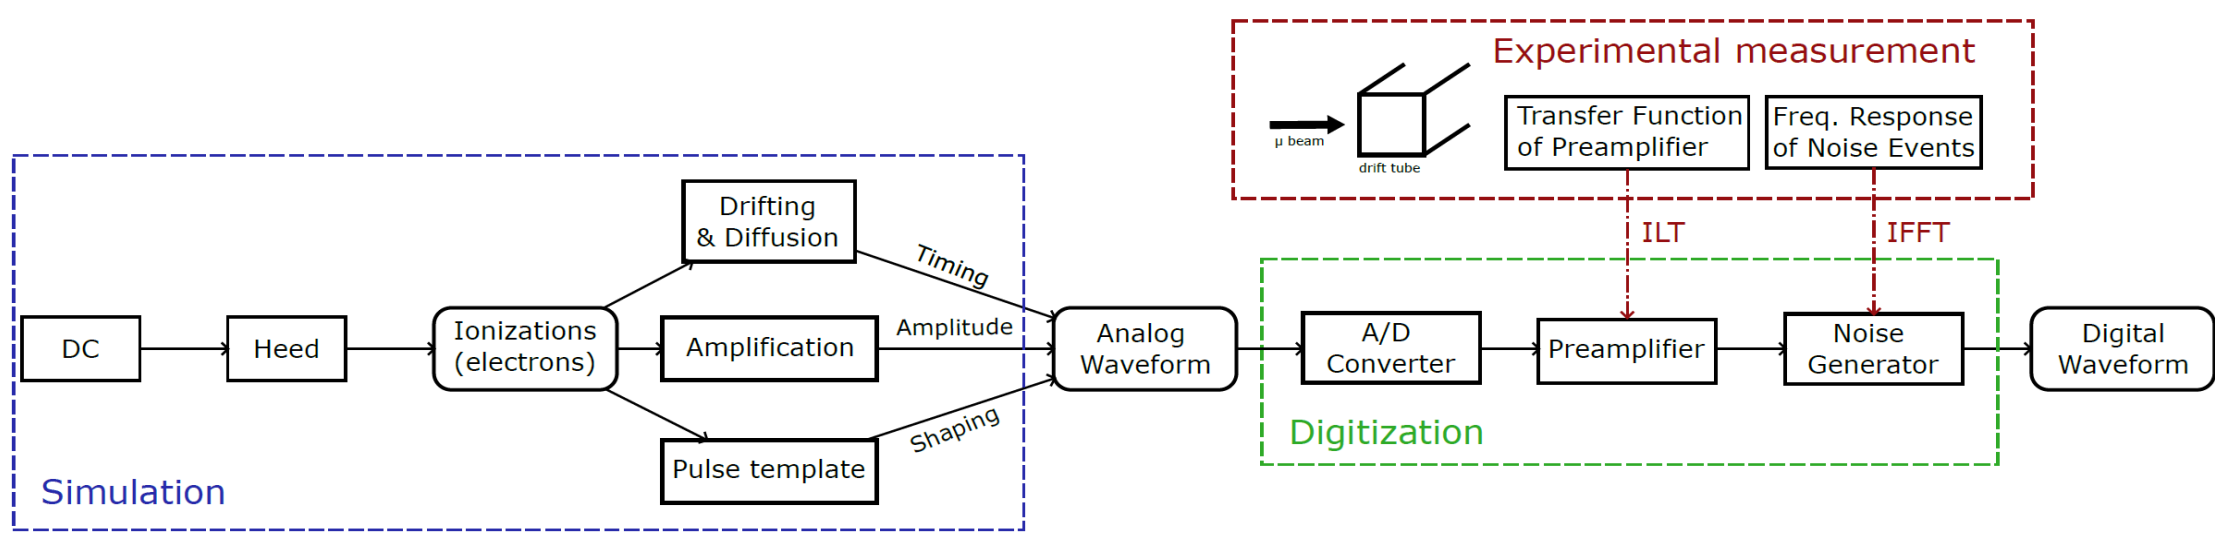 Experimental measurement
μ beam
drift tube
Transfer Function
of Preamplifier
Freq. Response
of Noise Events
ILT
IFFT
DC
Heed
Ionizations
(electrons)
Drifting
& Diffusion
Amplification
Pulse template
Timing
Amplitude
Shaping
Simulation
Analog
Waveform
A/D
Converter
Preamplifier
Noise
Generator
Digitization
Digital
Waveform